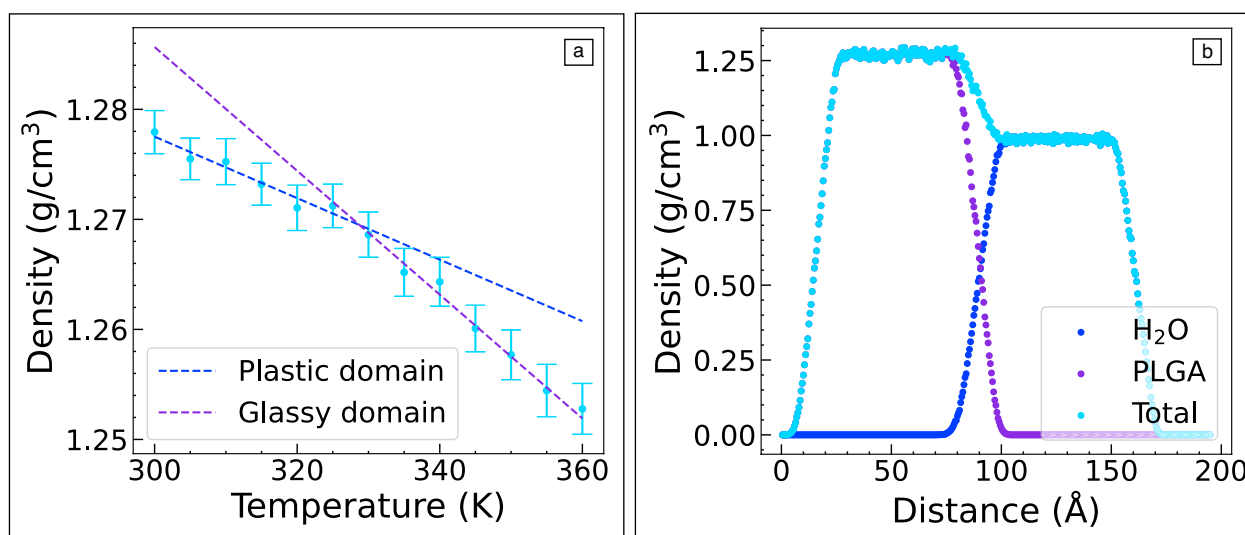 a
Density (g/cm³)
1.28
1.27
1.26
1.25
Plastic domain
Glassy domain
300
320
340
360
Temperature (K)
b
Density (g/cm³)
1.25
1.00
0.75
0.50
0.25
0.00
H₂O
PLGA
Total
0
50
100
150
200
Distance (Å)